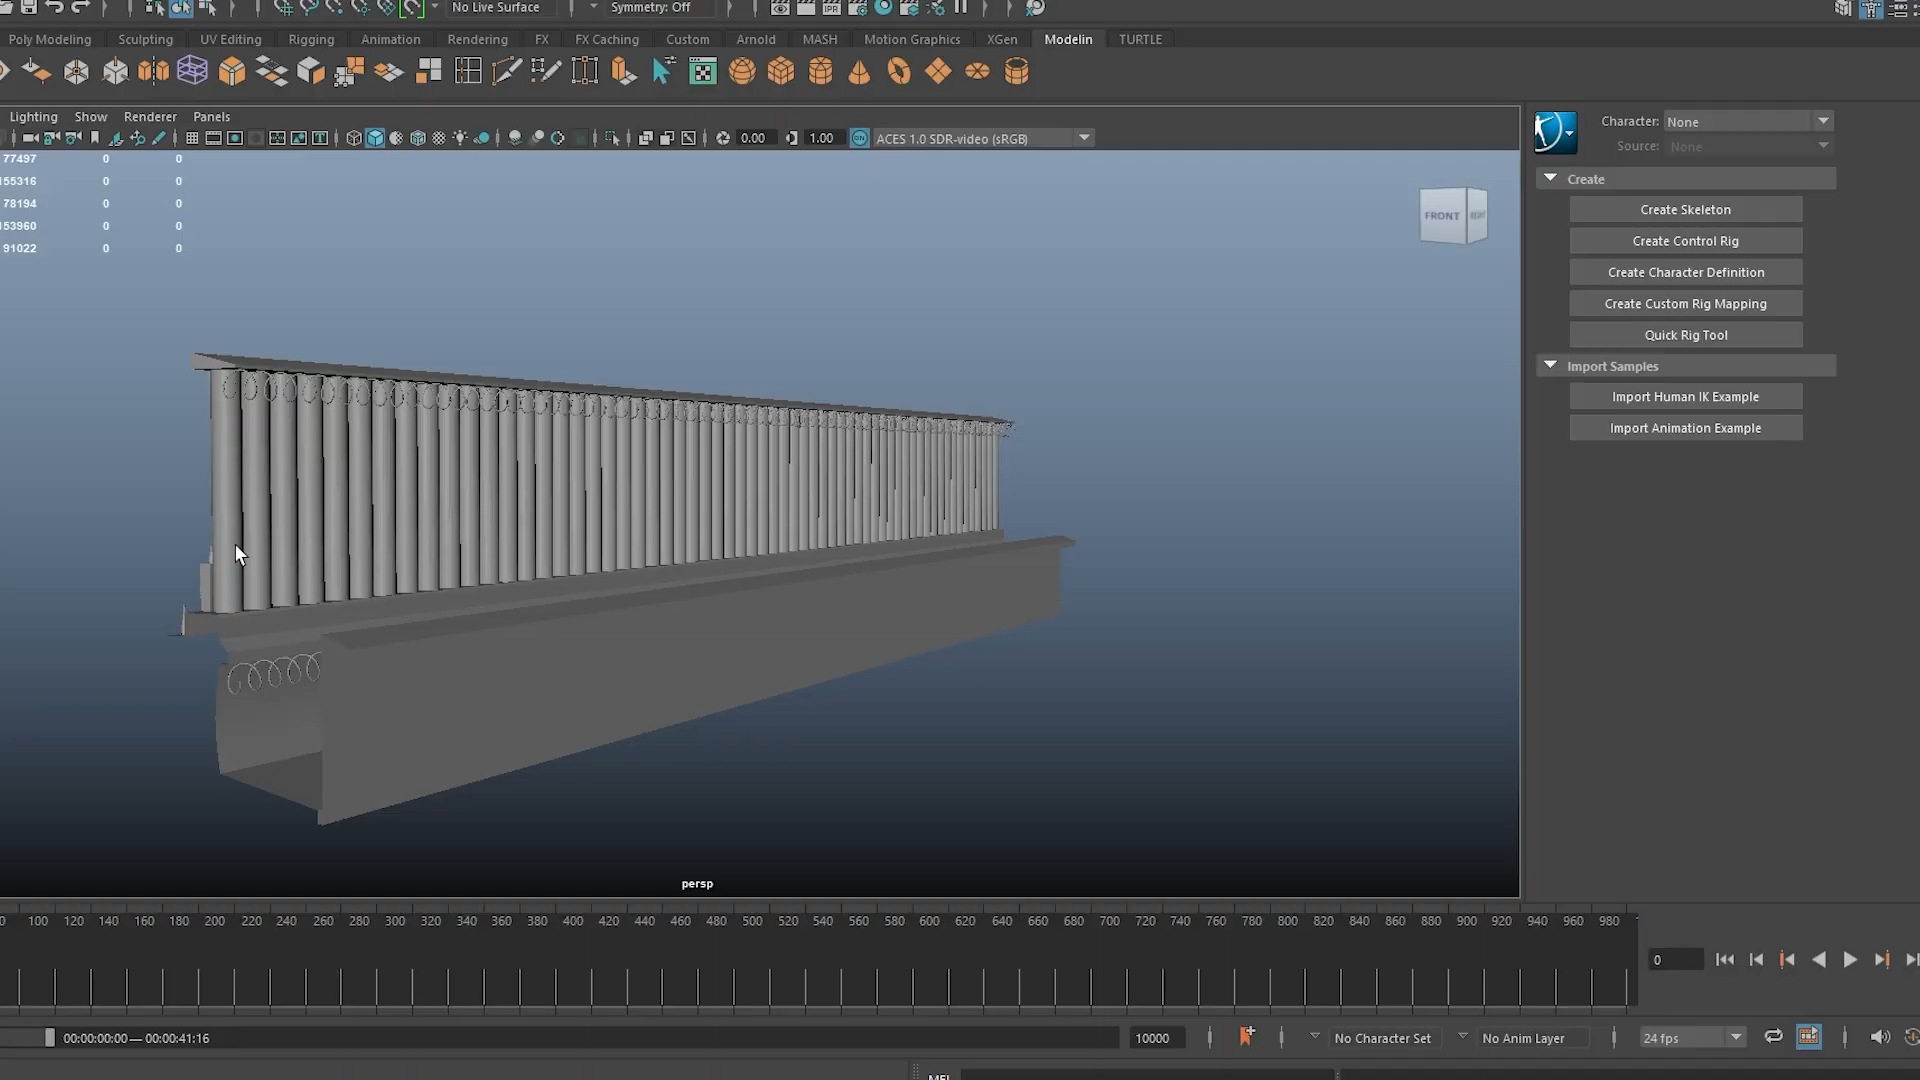 No Live Surface Symmetry: Off IPR
Poly Modeling Sculpting UV Editing Rigging Animation Rendering FX FX Caching Custom Arnold MASH Motion Graphics XGen Modelin TURTLE
Lighting Show Renderer Panels
0.00 1.00 ON ACES 1.0 SDR-video (sRGB)
77497 0 0
155316 0 0
78194 0 0
153960 0 0
91022 0 0
FRONT
persp
Character: None
Source: None
Create
Create Skeleton
Create Control Rig
Create Character Definition
Create Custom Rig Mapping
Quick Rig Tool
Import Samples
Import Human IK Example
Import Animation Example
100 120 140 160 180 200 220 240 260 280 300 320 340 360 380 400 420 440 460 480 500 520 540 560 580 600 620 640 660 680 700 720 740 760 780 800 820 840 860 880 900 920 940 960 980
0
00:00:00:00 — 00:00:41:16 10000 No Character Set No Anim Layer 24 fps
MEL